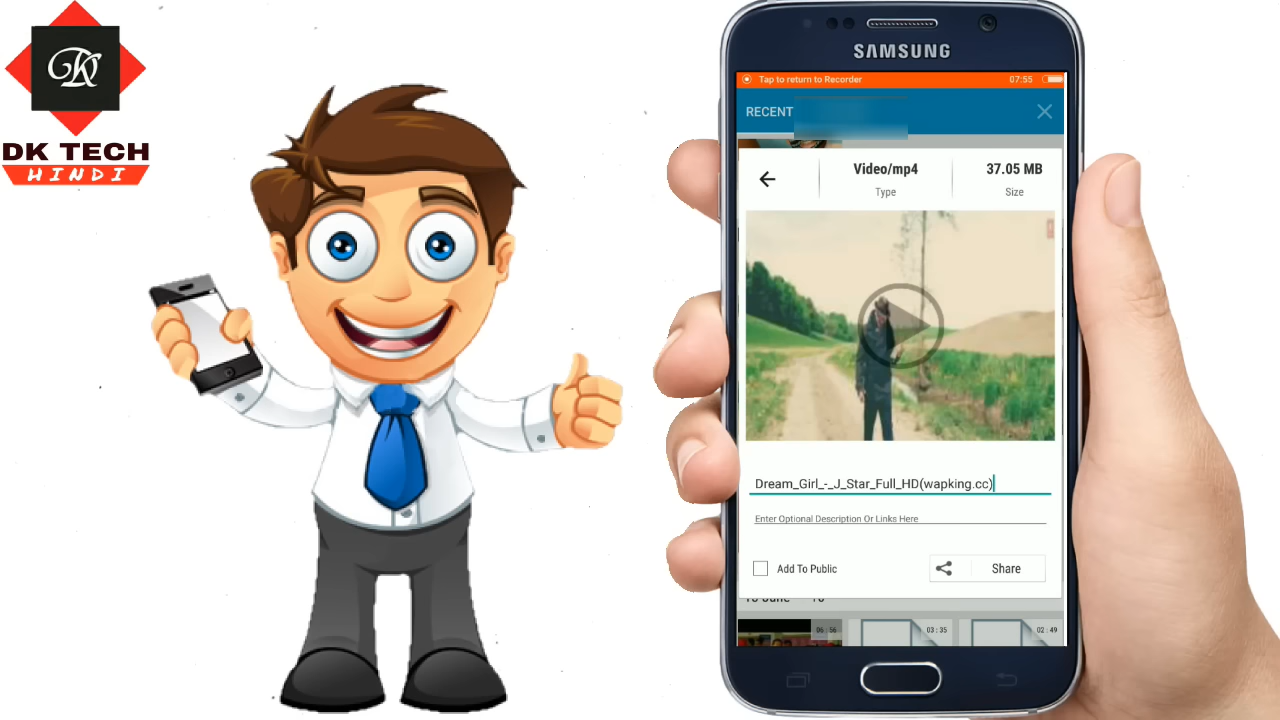 DK TECH
HINDI
SAMSUNG
Tap to return to Recorder 07:55
RECENT
Video/mp4 37.05 MB
Type Size
Dream_Girl_-_J_Star_Full_HD(wapking.cc)
Enter Optional Description Or Links Here
Add To Public Share
06:56 03:35 02:49